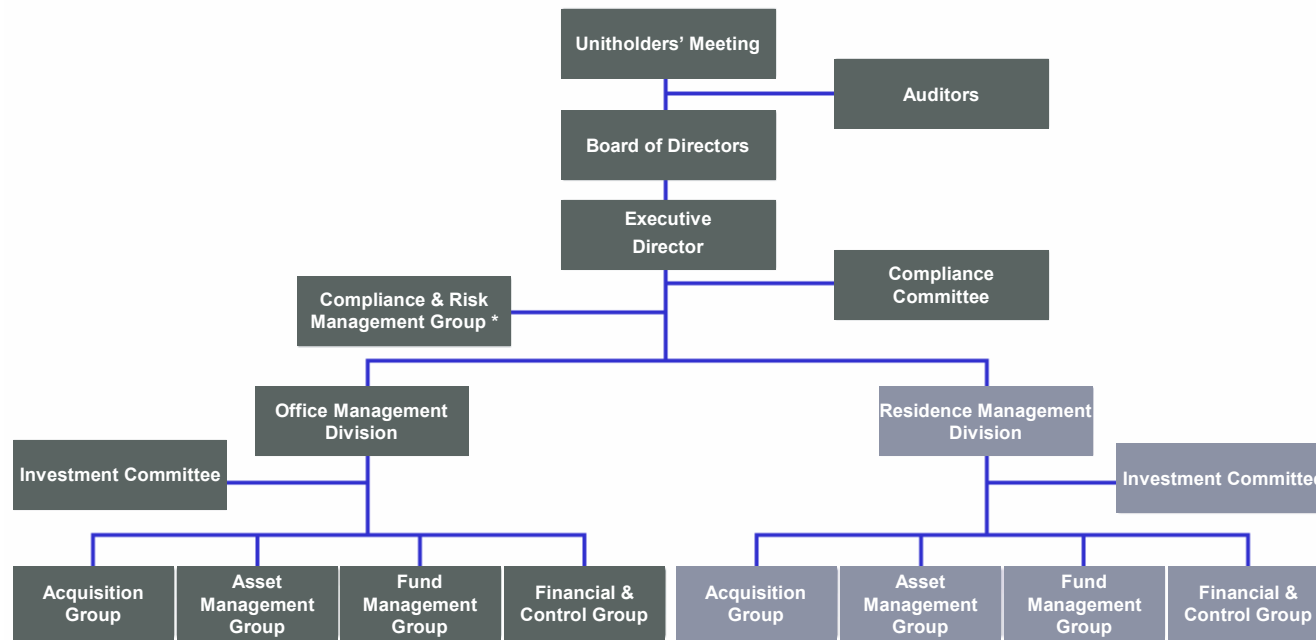 Unitholders’ Meeting
Auditors
Board of Directors
Executive
Director
Compliance
Committee
Compliance & Risk
Management Group *
Office Management
Division
Residence Management
Division
Investment Committee
Investment Committee
Acquisition
Group
Asset
Management
Group
Fund
Management
Group
Financial &
Control Group
Acquisition
Group
Asset
Management
Group
Fund
Management
Group
Financial &
Control Group